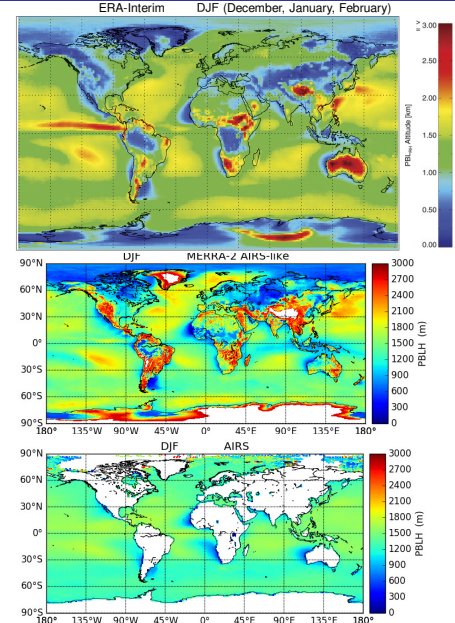 ERA-Interim DJF (December, January, February)
3.00
2.50
2.00
1.50
1.00
0.50
0.00
Altitude [km]
DJF MERRA-2 AIRS-like
90°N
60°N
30°N
0°
30°S
60°S
90°S
180° 135°W 90°W 45°W 0° 45°E 90°E 135°E 180°
3000
2700
2400
2100
1800
1500
1200
900
600
300
0
PBLH (m)
DJF AIRS
90°N
60°N
30°N
0°
30°S
60°S
90°S
180° 135°W 90°W 45°W 0° 45°E 90°E 135°E 180°
3000
2700
2400
2100
1800
1500
1200
900
600
300
0
PBLH (m)